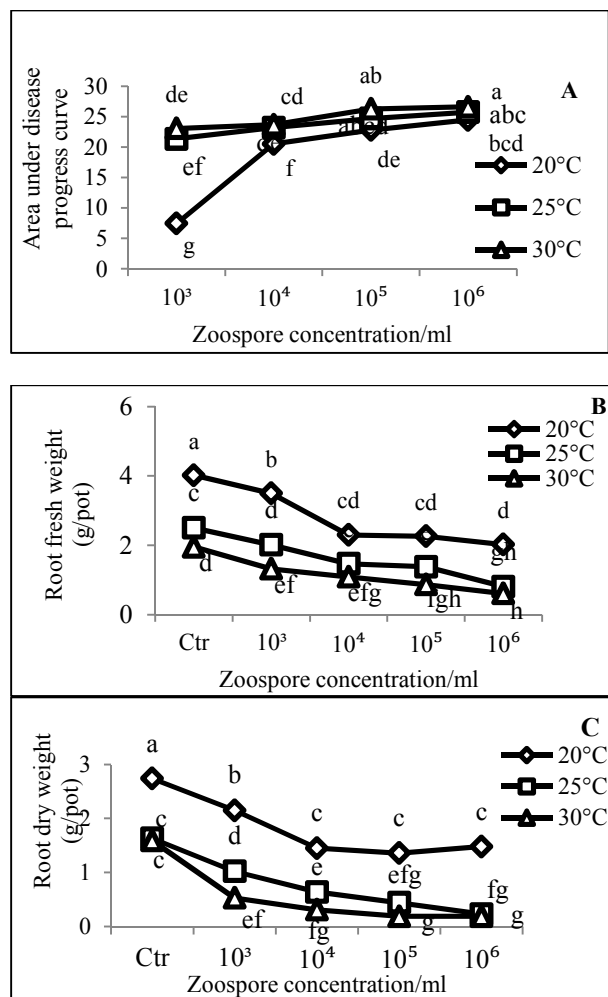 A
Area under disease
progress curve
30
25
20
15
10
5
0
de
cd
ab
a
abc
abcd
bcd
ef
f
de
g
20°C
25°C
30°C
10³ 10⁴ 10⁵ 10⁶
Zoospore concentration/ml
B
Root fresh weight
(g/pot)
6
4
2
0
20°C
25°C
30°C
a
b
cd
cd
d
c
d
gh
d
ef
efg
fgh
h
Ctr 10³ 10⁴ 10⁵ 10⁶
Zoospore concentration/ml
C
Root dry weight
(g/pot)
3
2
1
0
20°C
25°C
30°C
a
b
c
c
c
c
d
e
efg
fg
c
ef
fg
g
g
Ctr 10³ 10⁴ 10⁵ 10⁶
Zoospore concentration/ml